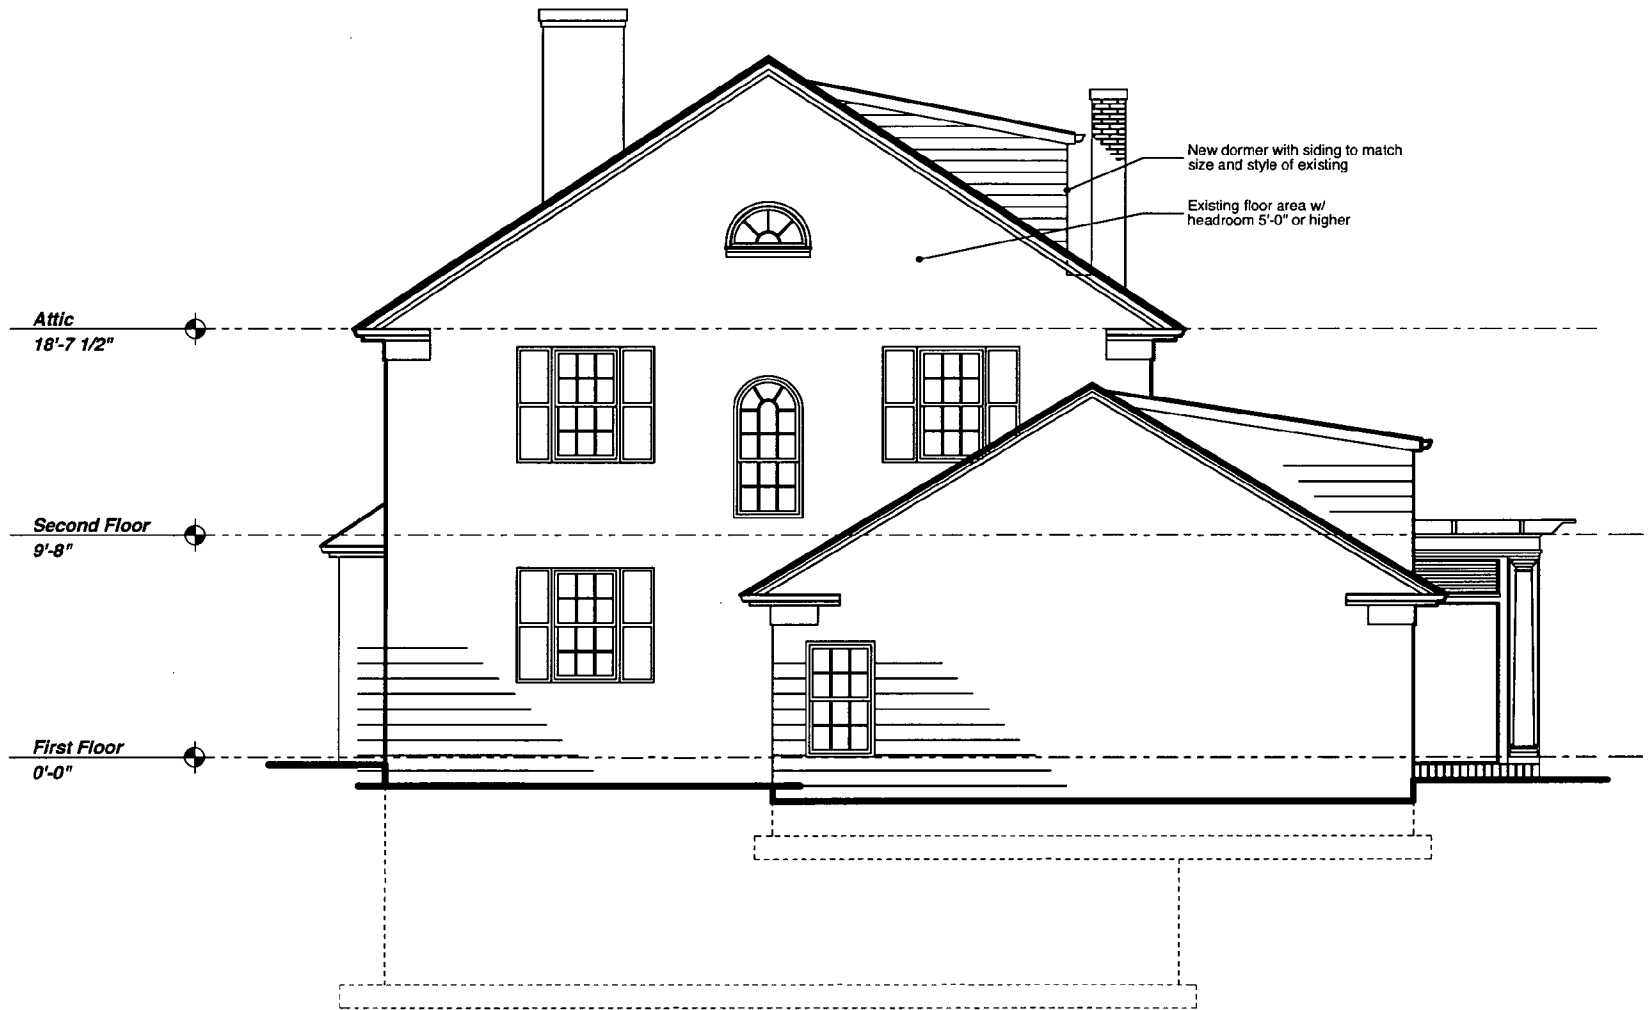 New dormer with siding to match
size and style of existing
Existing floor area w/
headroom 5'-0" or higher
Attic
18'-7 1/2"
Second Floor
9'-8"
First Floor
0'-0"